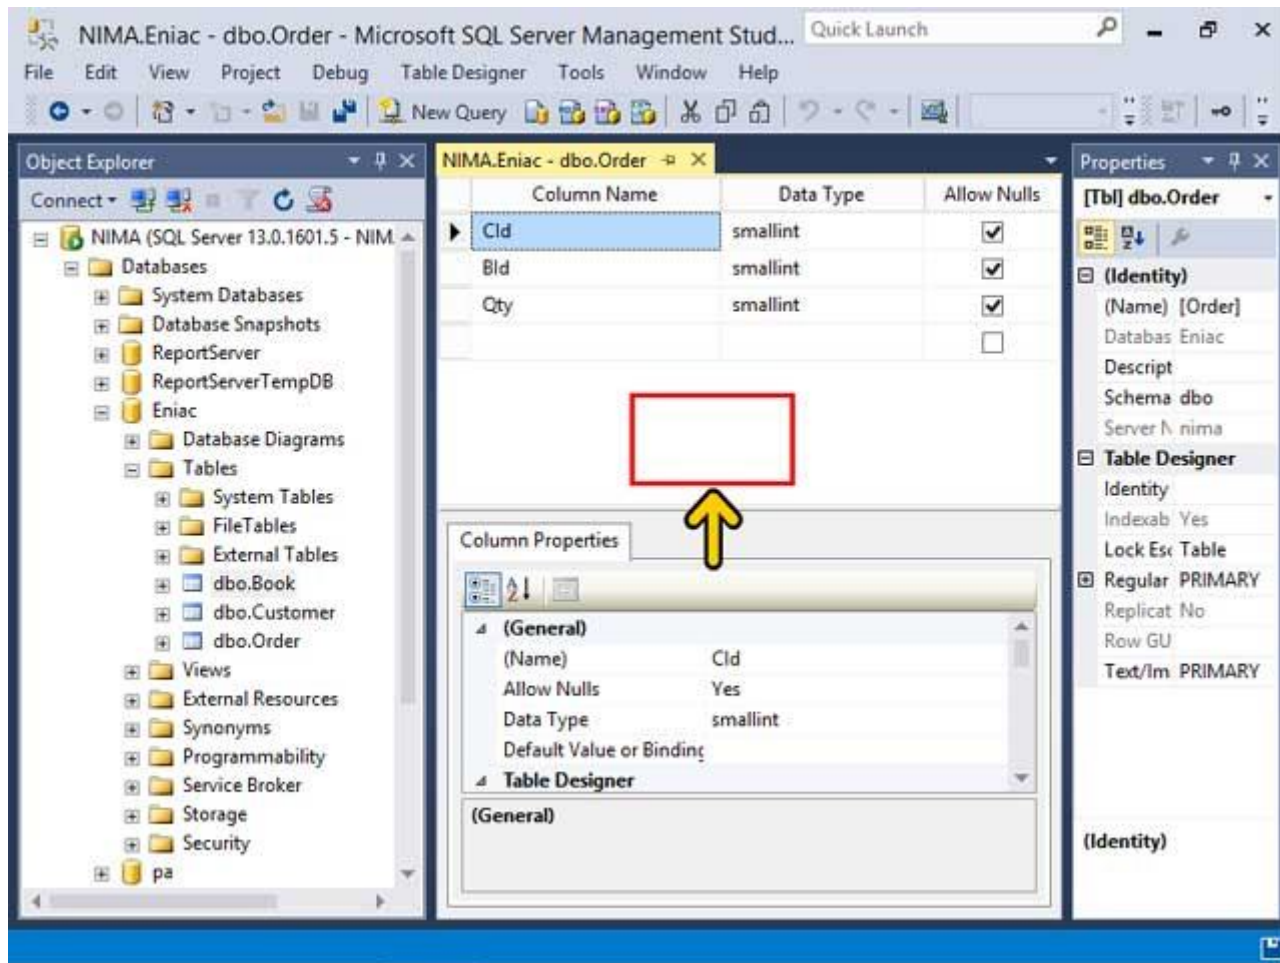 NIMA.Eniac - dbo.Order - Microsoft SQL Server Management Stud...
Quick Launch
File Edit View Project Debug Table Designer Tools Window Help
New Query
Object Explorer
Connect
NIMA (SQL Server 13.0.1601.5 - NIM
Databases
System Databases
Database Snapshots
ReportServer
ReportServerTempDB
Eniac
Database Diagrams
Tables
System Tables
FileTables
External Tables
dbo.Book
dbo.Customer
dbo.Order
Views
External Resources
Synonyms
Programmability
Service Broker
Storage
Security
pa
NIMA.Eniac - dbo.Order
Column Name Data Type Allow Nulls
CId smallint
BId smallint
Qty smallint
Column Properties
(General)
(Name) CId
Allow Nulls Yes
Data Type smallint
Default Value or Binding
Table Designer
(General)
Properties
[Tbl] dbo.Order
(Identity)
(Name) [Order]
Databas Eniac
Descript
Schema dbo
Server N nima
Table Designer
Identity
Indexab Yes
Lock Esc Table
Regular PRIMARY
Replicat No
Row GU
Text/Im PRIMARY
(Identity)